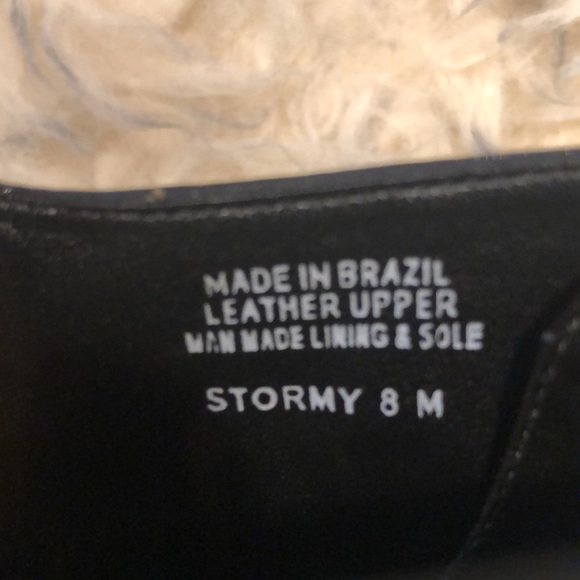 MADE IN BRAZIL
LEATHER UPPER
MAN MADE LINING & SOLE
STORMY 8 M